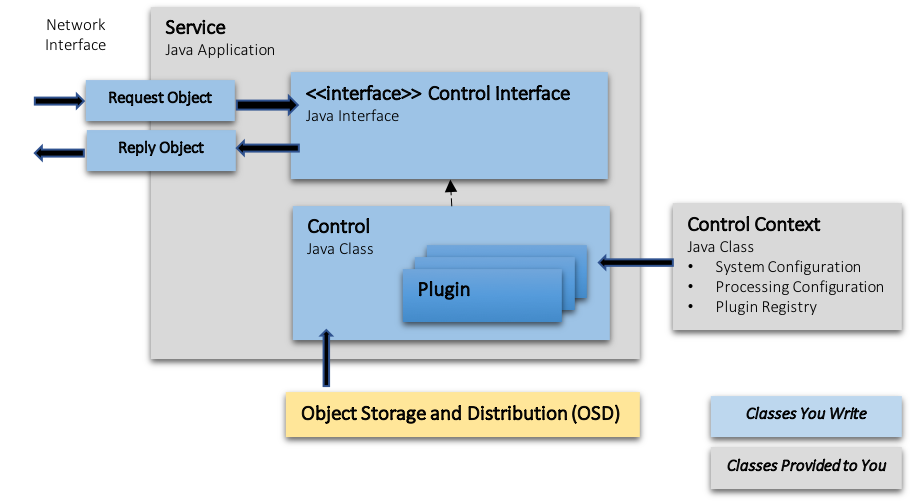 Network
Interface
Service
Java Application
Request Object
Reply Object
<<interface>> Control Interface
Java Interface
Control
Java Class
Plugin
Control Context
Java Class
• System Configuration
• Processing Configuration
• Plugin Registry
Object Storage and Distribution (OSD)
Classes You Write
Classes Provided to You